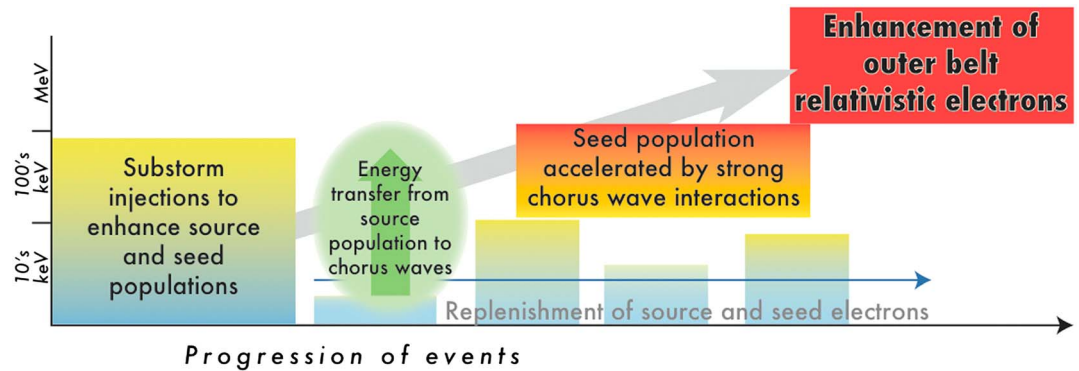 Enhancement of
outer belt
relativistic electrons
MeV
100's
keV
10's
keV
Substorm
injections to
enhance source
and seed
populations
Energy
transfer from
source
population to
chorus waves
Seed population
accelerated by strong
chorus wave interactions
Replenishment of source and seed electrons
Progression of events